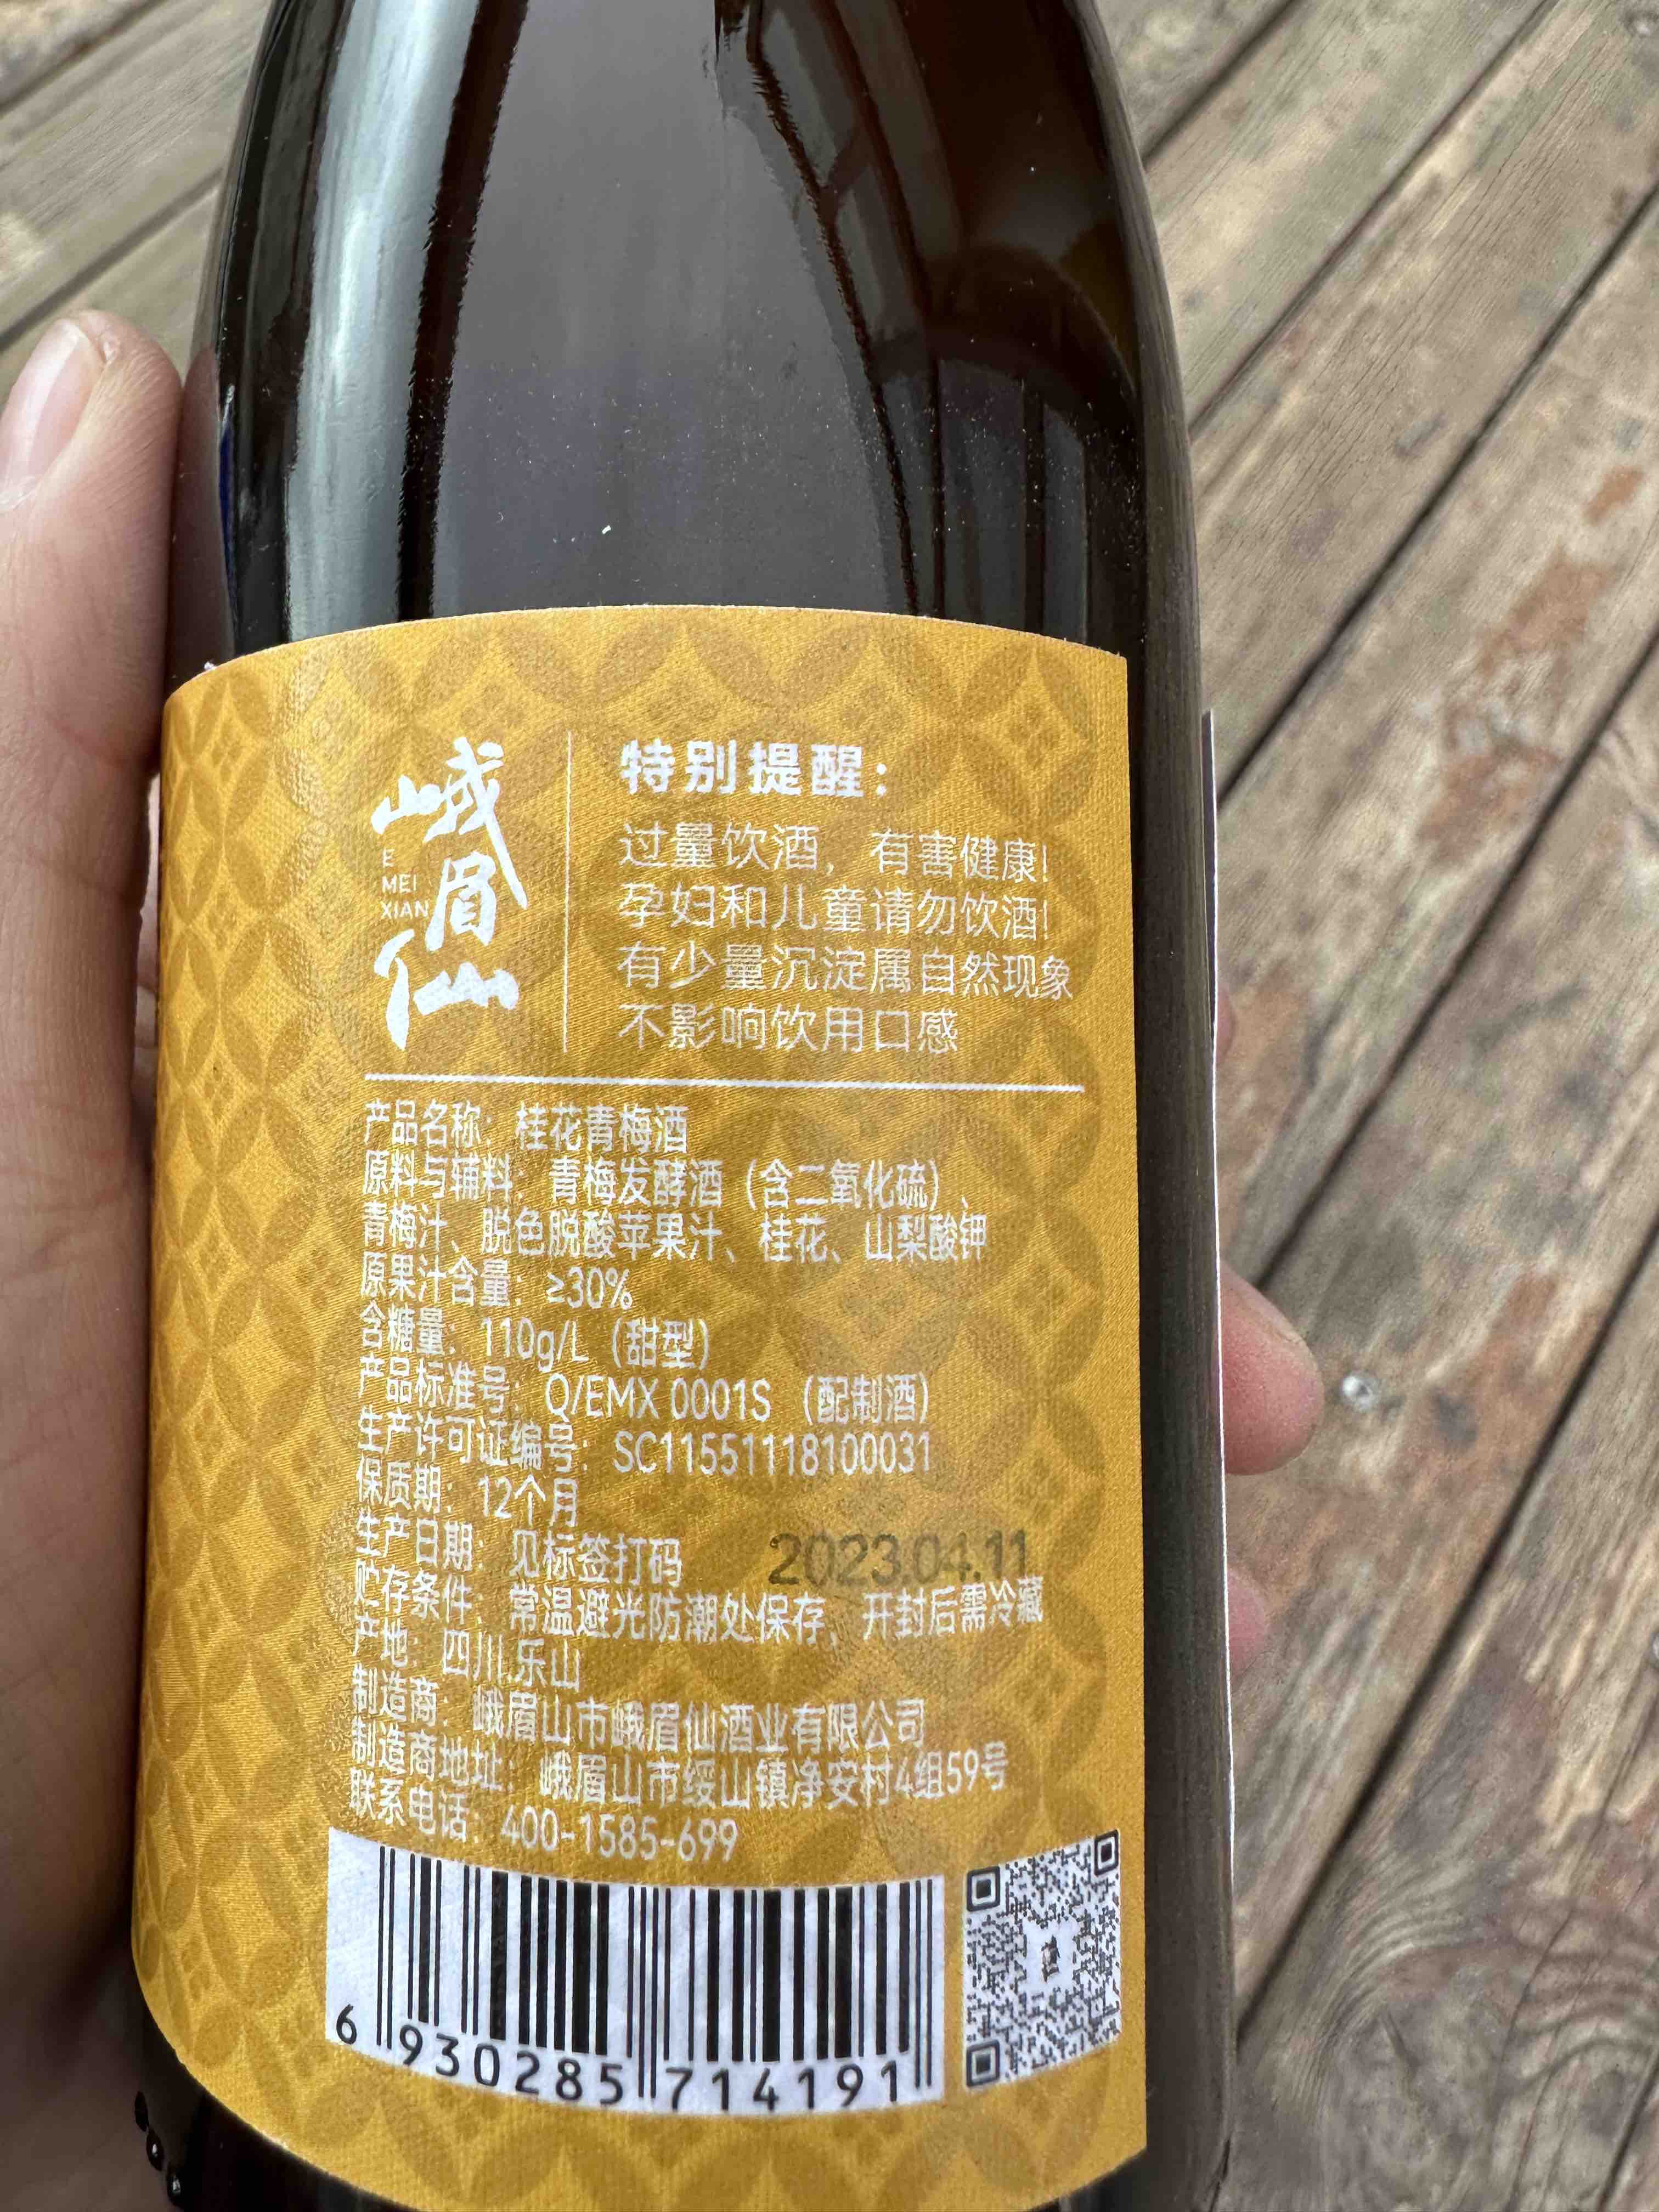 峨眉仙
E
MEI
XIAN
特别提醒：
过量饮酒，有害健康！
孕妇和儿童请勿饮酒！
有少量沉淀属自然现象
不影响饮用口感
产品名称：桂花青梅酒
原料与辅料：青梅发酵酒（含二氧化硫）、
青梅汁、脱色脱酸苹果汁、桂花、山梨酸钾
原果汁含量：≥30%
含糖量：110g/L（甜型）
产品标准号：Q/EMX 0001S（配制酒）
生产许可证编号：SC11551118100031
保质期：12个月
生产日期：见标签打码 2023.04.11
贮存条件：常温避光防潮处保存，开封后需冷藏
产地：四川.乐山
制造商：峨眉山市峨眉仙酒业有限公司
制造商地址：峨眉山市绥山镇净安村4组59号
联系电话：400-1585-699
6 930285 714191